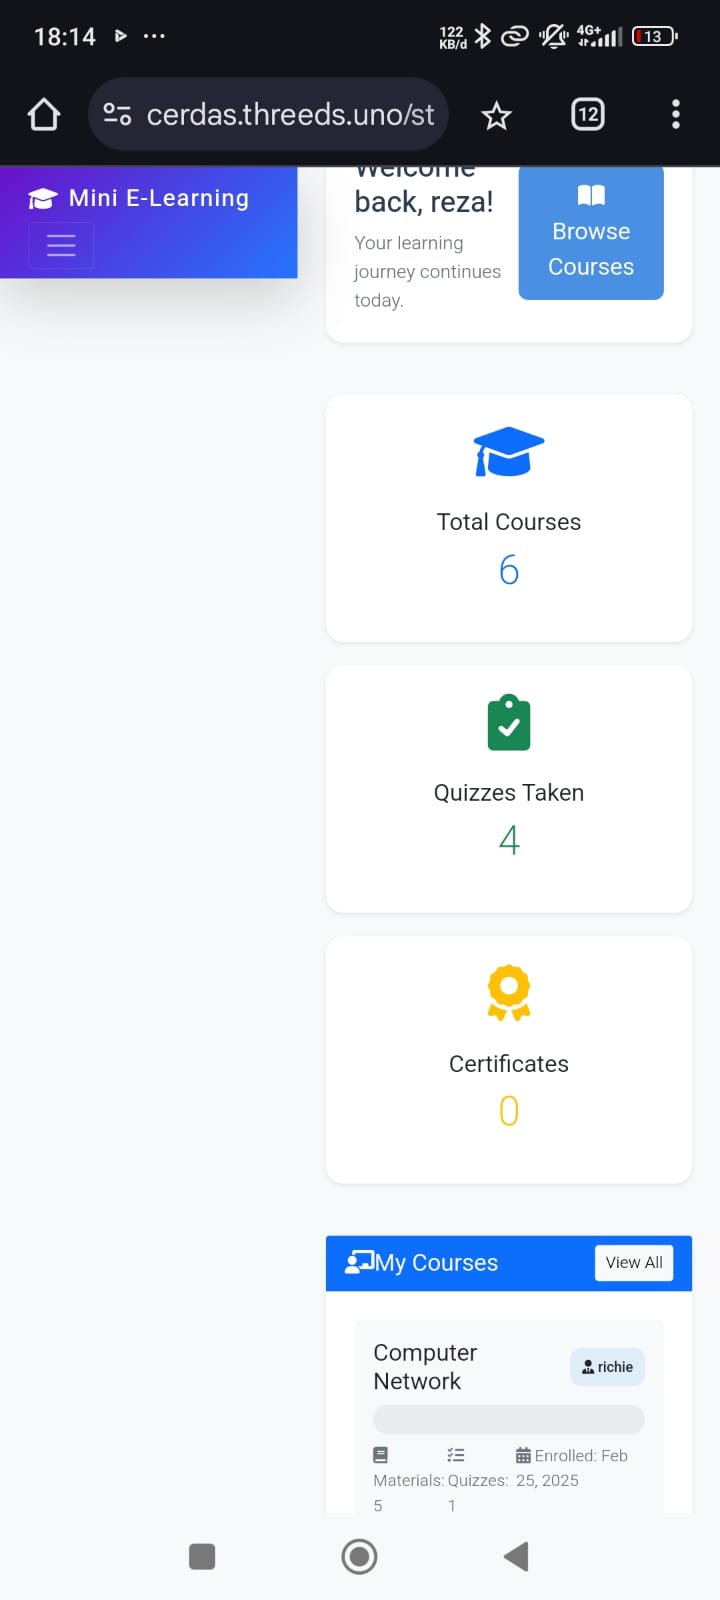 18:14
122
KB/d
4G+
13
cerdas.threeds.uno/st
12
Mini E-Learning
Welcome
back, reza!
Your learning
journey continues
today.
Browse
Courses
Total Courses
6
Quizzes Taken
4
Certificates
0
My Courses
View All
Computer
Network
richie
Materials:
5
Quizzes:
1
Enrolled: Feb
25, 2025